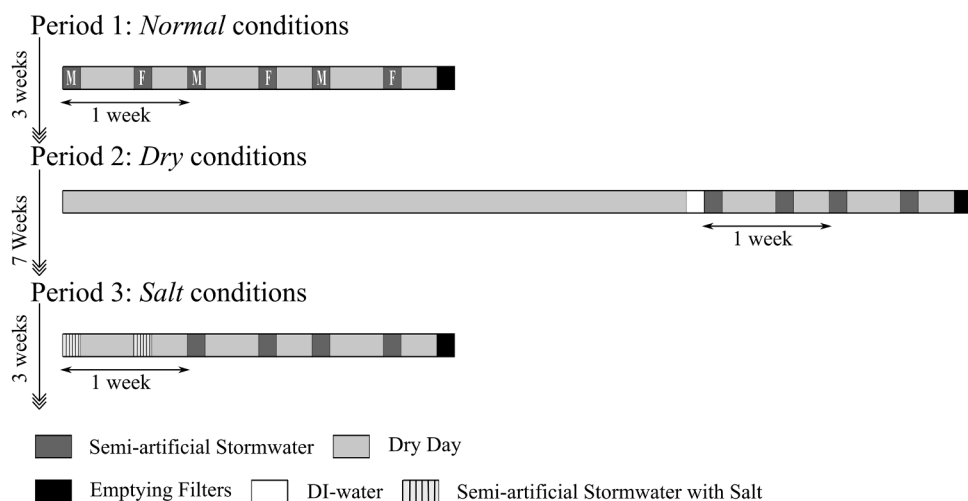 Period 1: Normal conditions
3 weeks
M F M F M F
1 week
Period 2: Dry conditions
7 Weeks
1 week
Period 3: Salt conditions
3 weeks
1 week
Semi-artificial Stormwater Dry Day
Emptying Filters DI-water Semi-artificial Stormwater with Salt